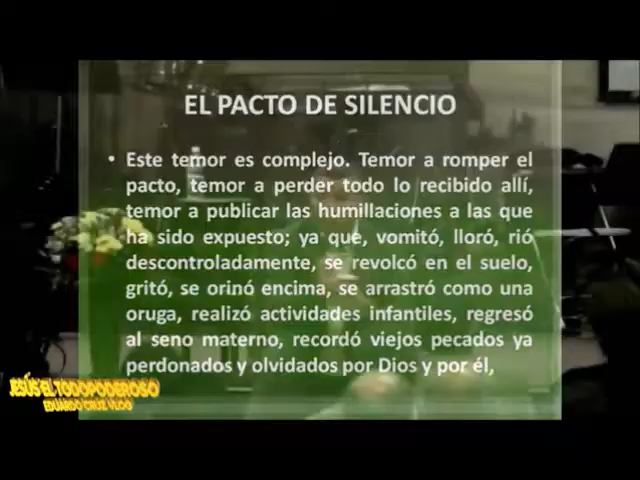 EL PACTO DE SILENCIO
• Este temor es complejo. Temor a romper el
pacto, temor a perder todo lo recibido allí,
temor a publicar las humillaciones a las que
ha sido expuesto; ya que, vomitó, lloró, rió
descontroladamente, se revolcó en el suelo,
gritó, se orinó encima, se arrastró como una
oruga, realizó actividades infantiles, regresó
al seno materno, recordó viejos pecados ya
perdonados y olvidados por Dios y por él,
JESÚS EL TODOPODEROSO
EDUARDO CRUZ VLOG